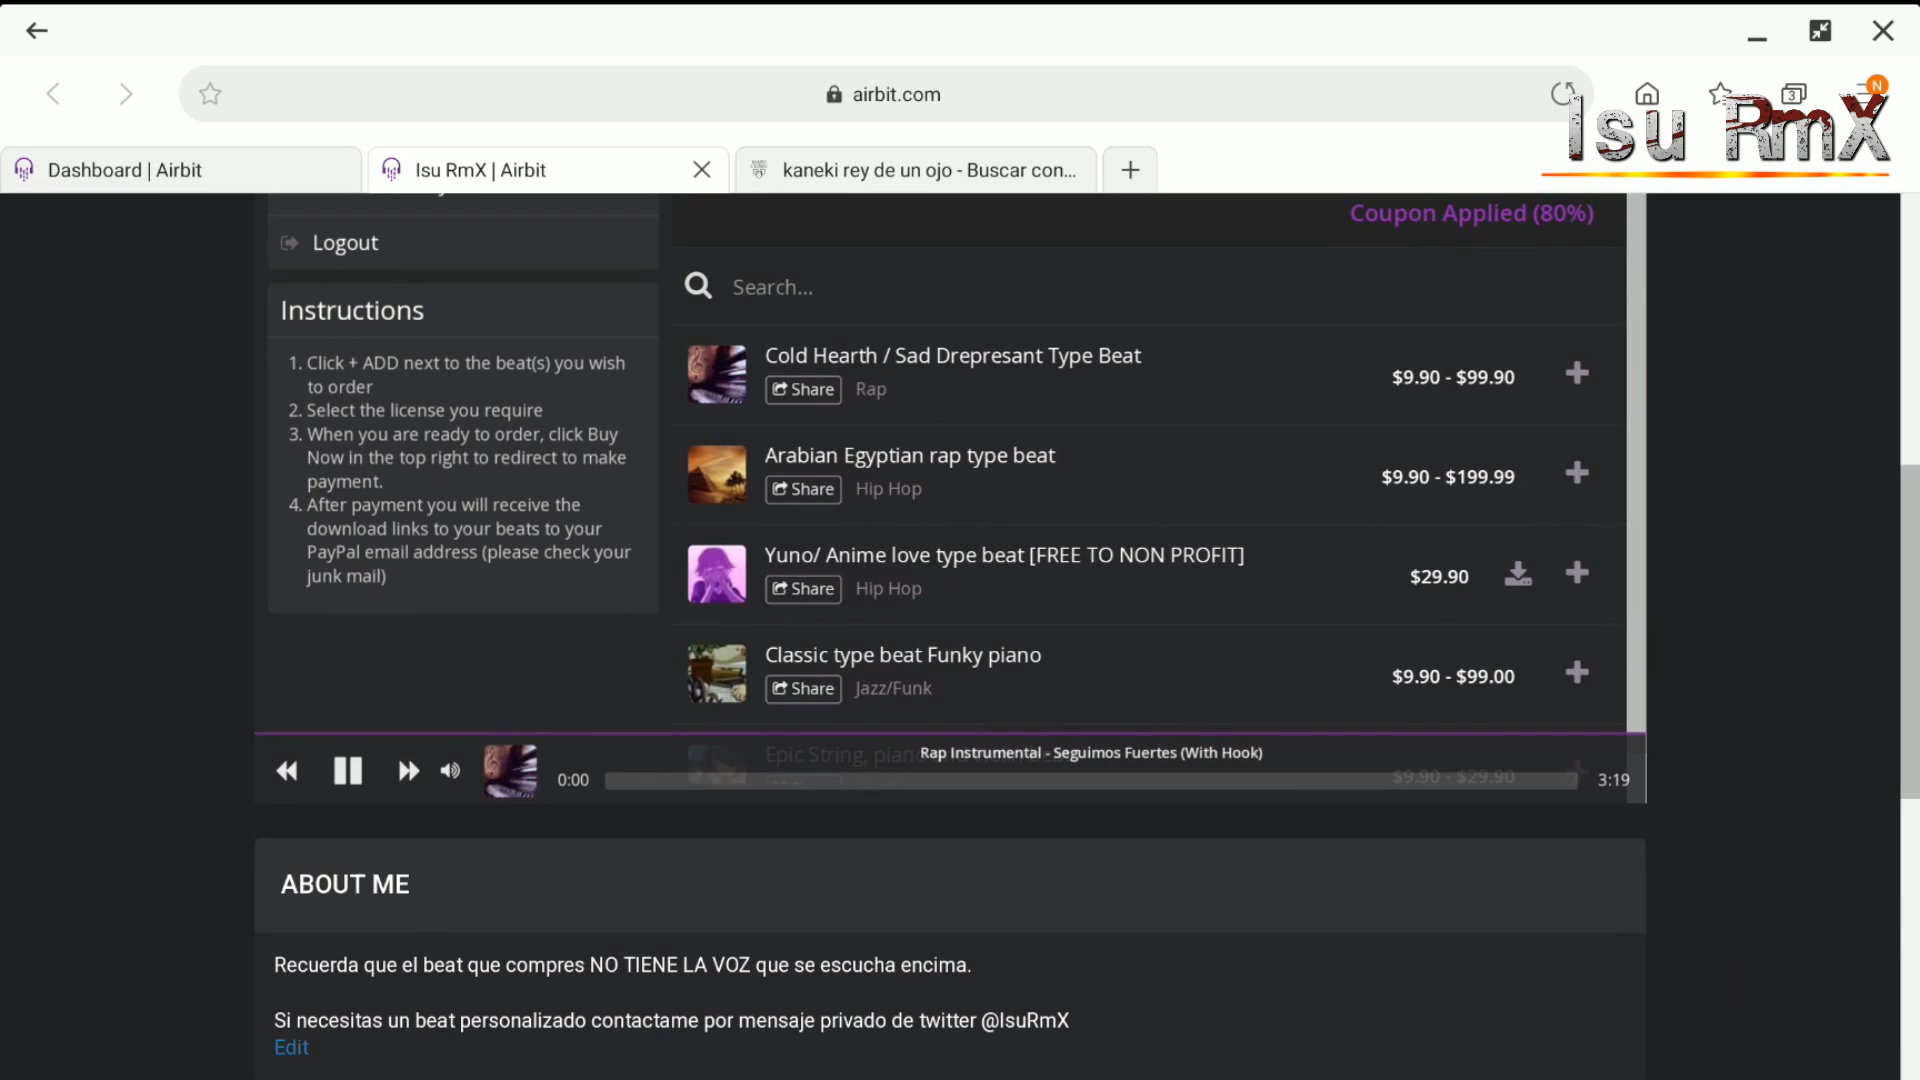 airbit.com
3
N
Isu RmX
Dashboard | Airbit
Isu RmX | Airbit
kaneki rey de un ojo - Buscar con...
Coupon Applied (80%)
Logout
Search...
Instructions
1. Click + ADD next to the beat(s) you wish
to order
2. Select the license you require
3. When you are ready to order, click Buy
Now in the top right to redirect to make
payment.
4. After payment you will receive the
download links to your beats to your
PayPal email address (please check your
junk mail)
Cold Hearth / Sad Drepresant Type Beat
Share Rap
$9.90 - $99.90
Arabian Egyptian rap type beat
Share Hip Hop
$9.90 - $199.99
Yuno/ Anime love type beat [FREE TO NON PROFIT]
Share Hip Hop
$29.90
Classic type beat Funky piano
Share Jazz/Funk
$9.90 - $99.00
Epic String, piano
$9.90 - $29.90
Rap Instrumental - Seguimos Fuertes (With Hook)
0:00
3:19
ABOUT ME
Recuerda que el beat que compres NO TIENE LA VOZ que se escucha encima.
Si necesitas un beat personalizado contactame por mensaje privado de twitter @IsuRmX
Edit